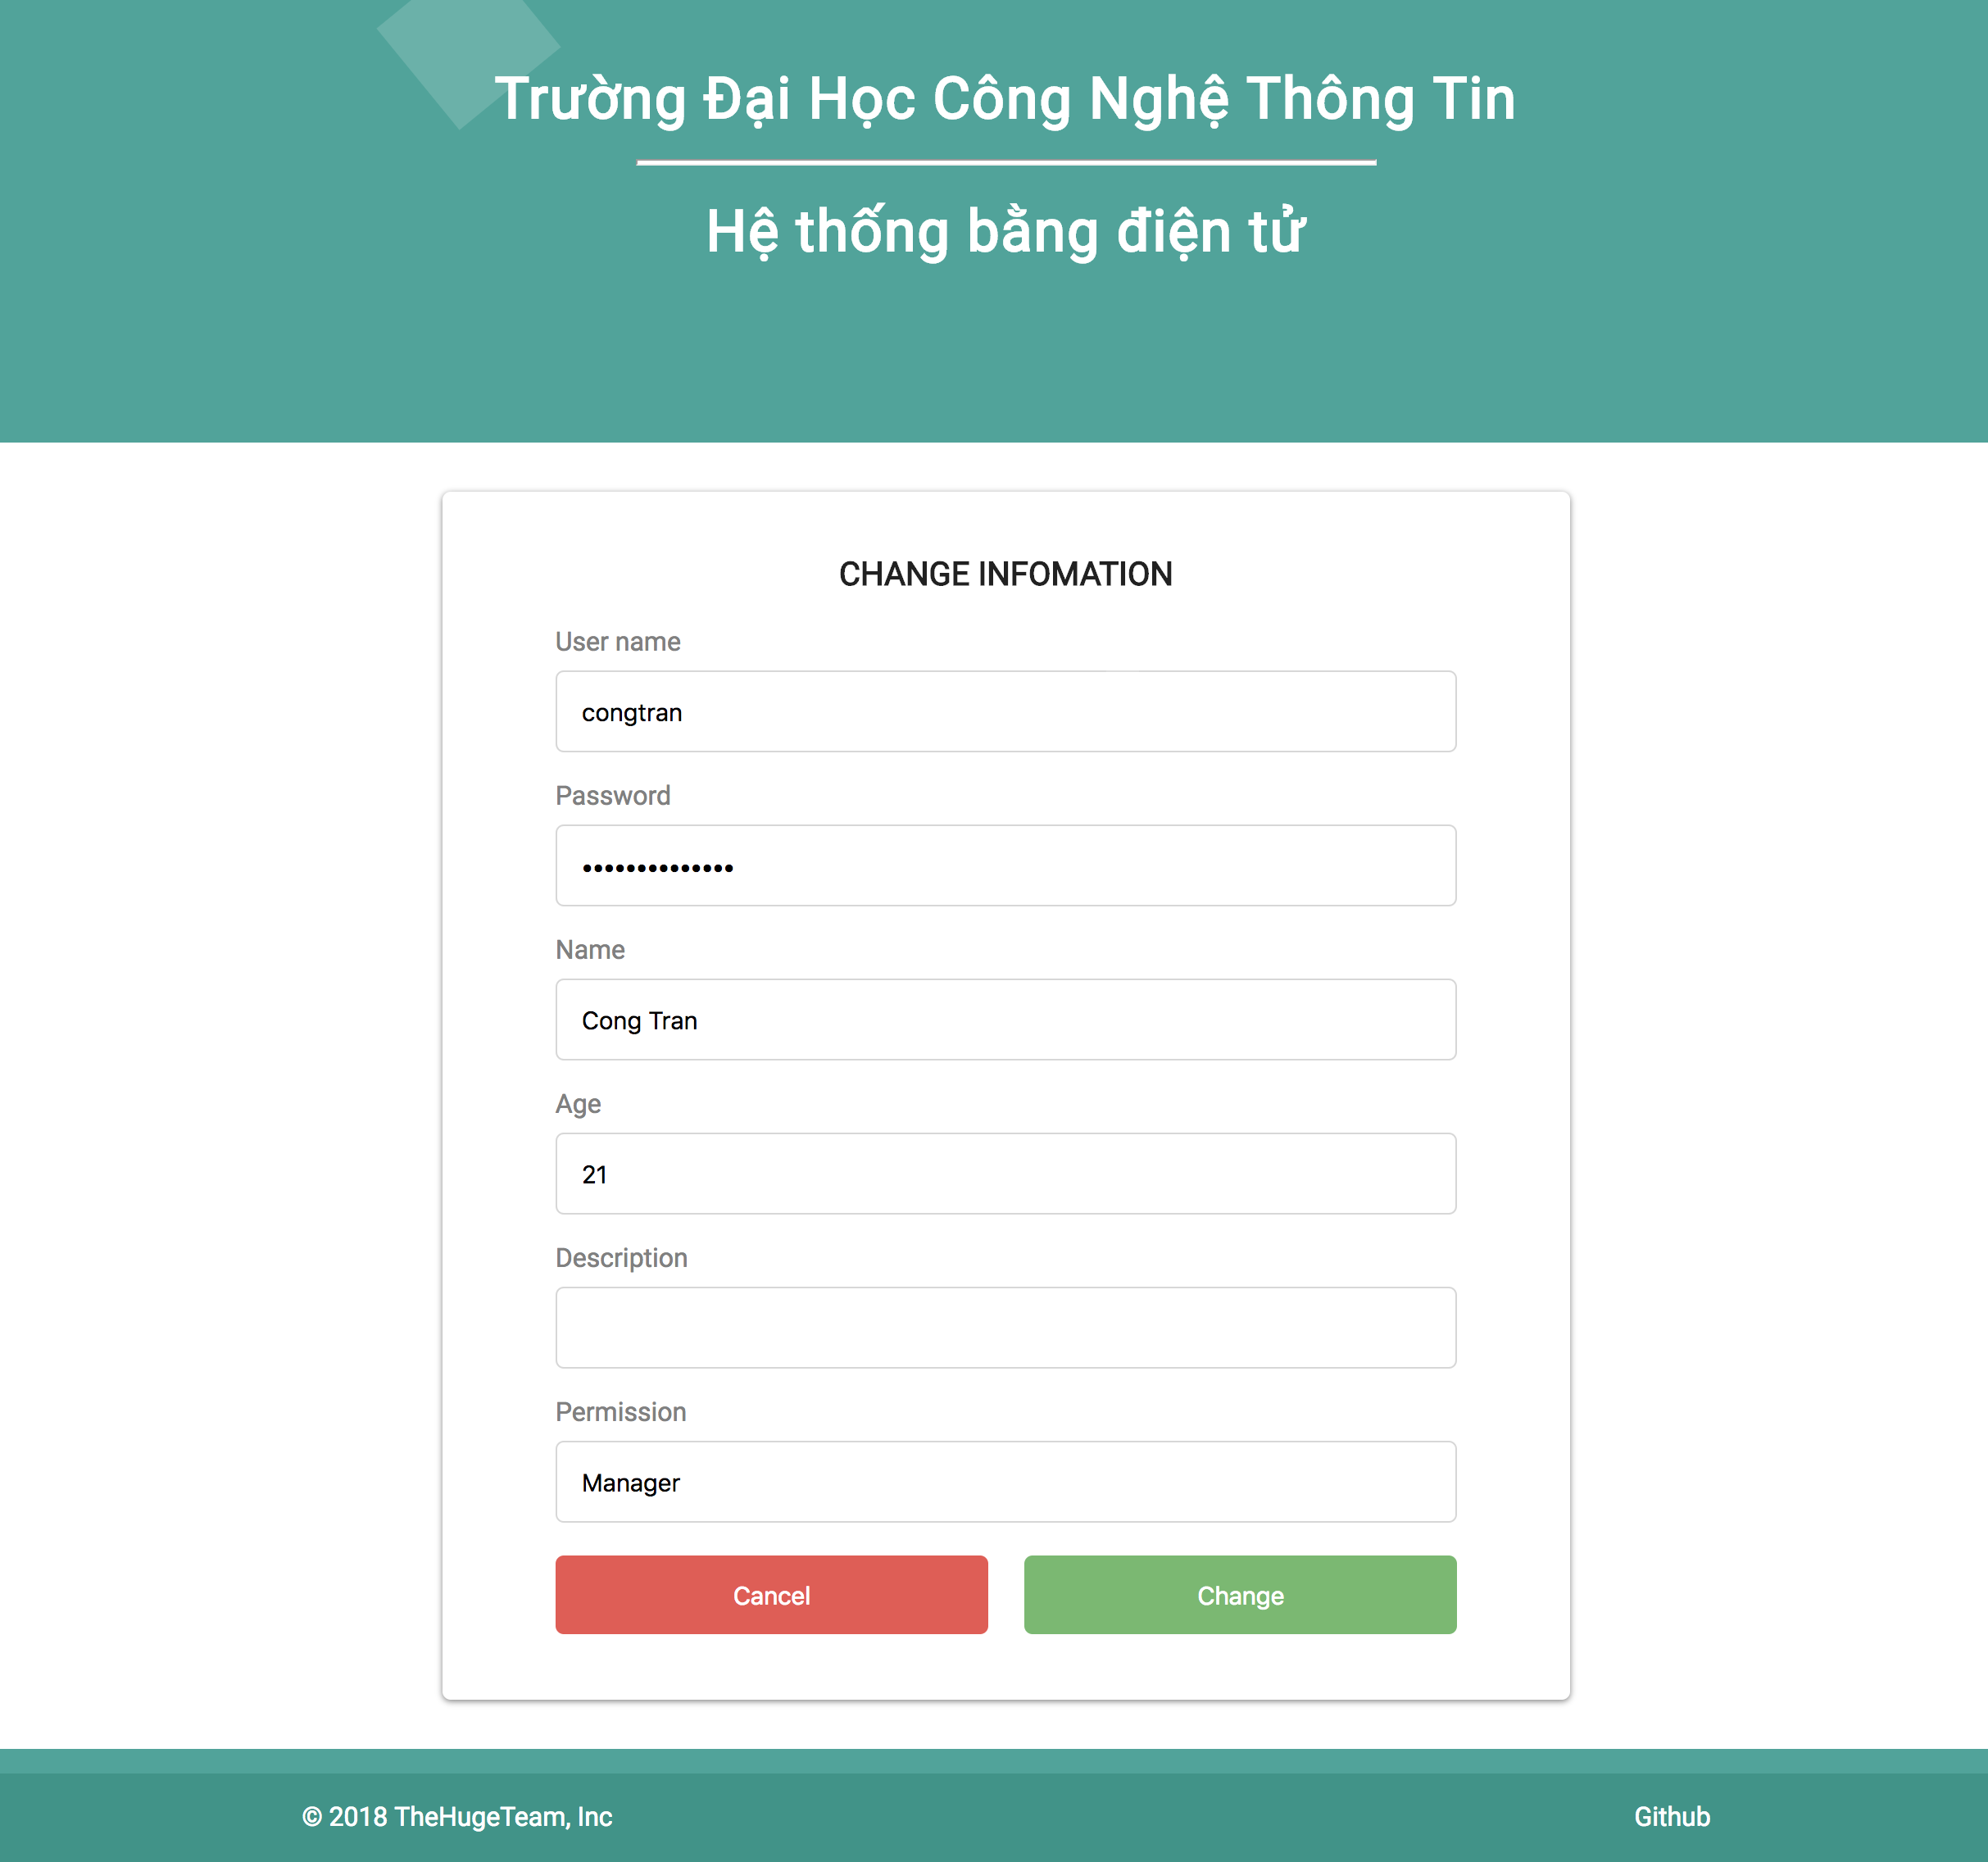 Trường Đại Học Công Nghệ Thông Tin
Hệ thống bằng điện tử
CHANGE INFOMATION
User name
congtran
Password
••••••••••••••
Name
Cong Tran
Age
21
Description
Permission
Manager
Cancel
Change
© 2018 TheHugeTeam, Inc
Github